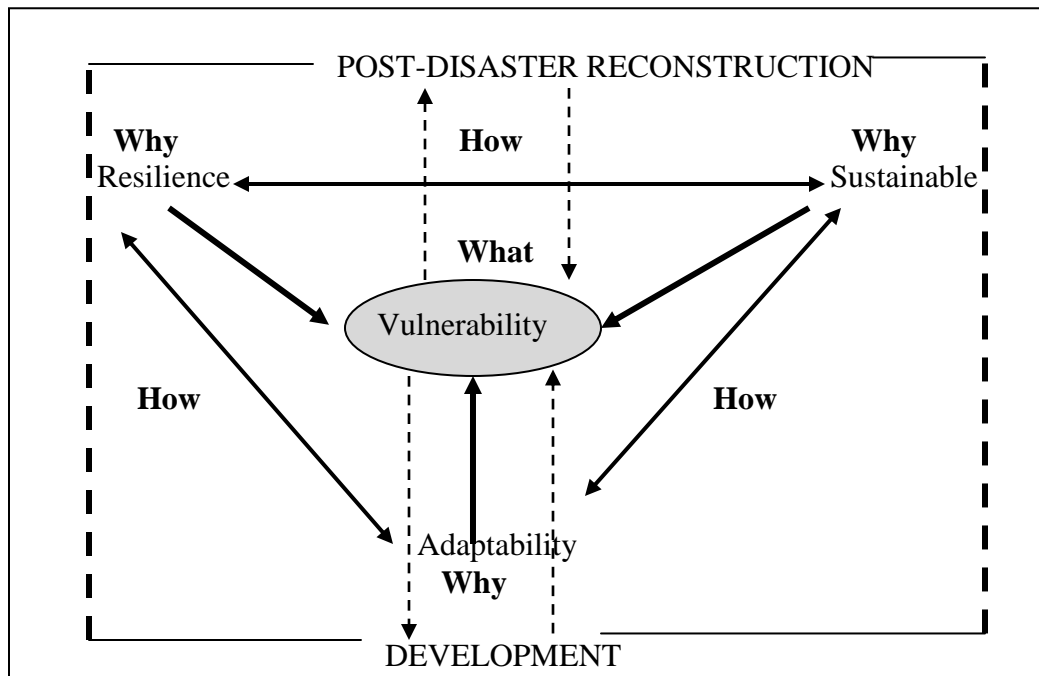 POST-DISASTER RECONSTRUCTION
Why How Why
Resilience Sustainable
What
Vulnerability
How How
Adaptability
Why
DEVELOPMENT